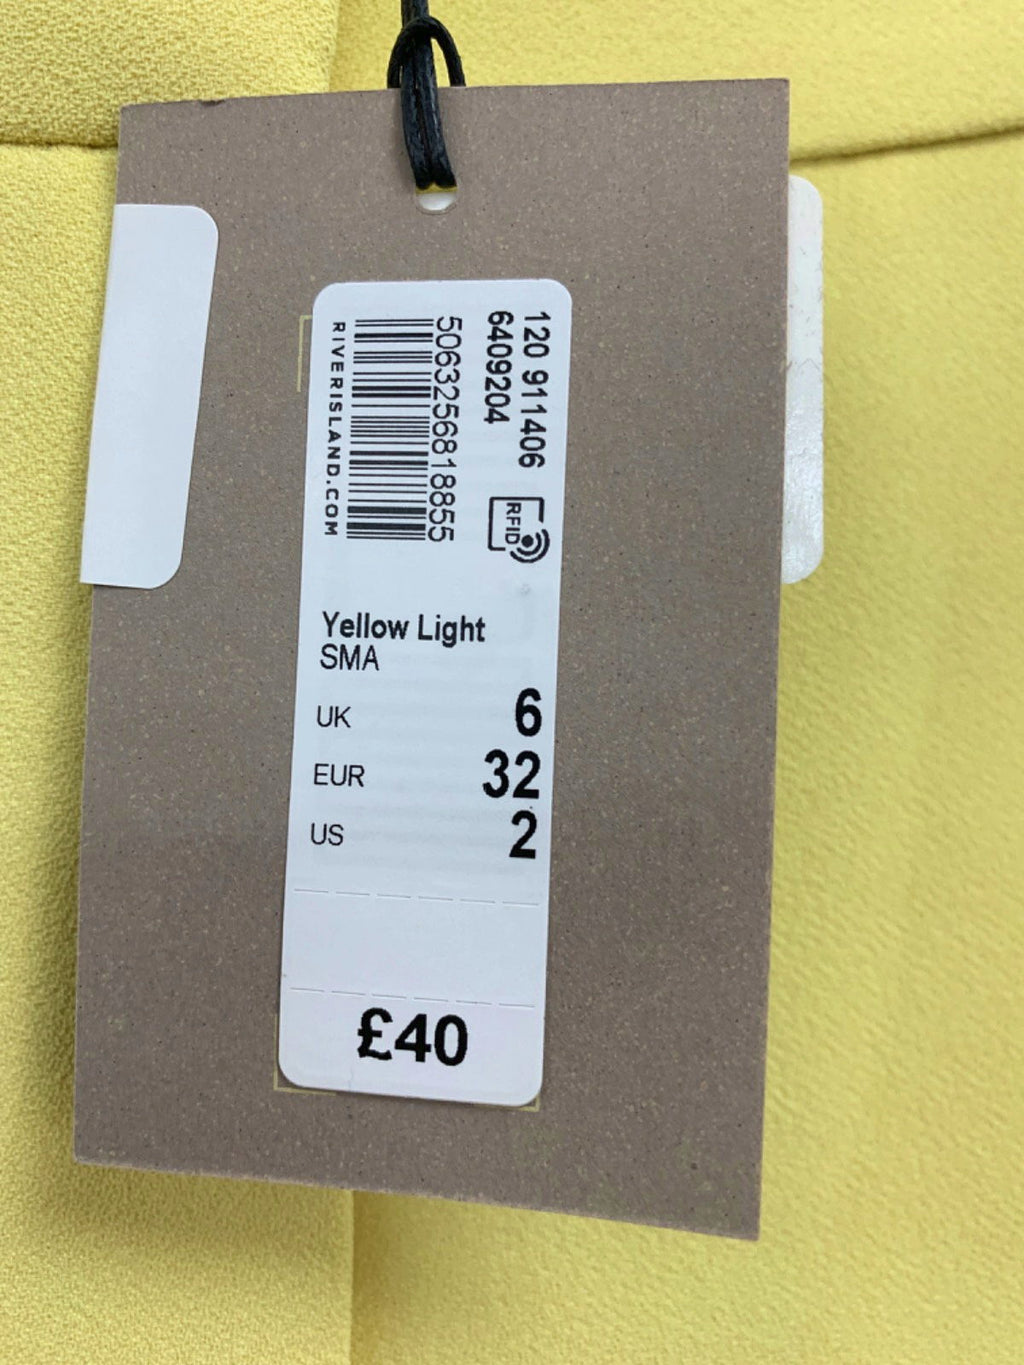 120 911406
6409204
RFID
5063256818855
RIVERISLAND.COM
Yellow Light
SMA
UK 6
EUR 32
US 2
£40